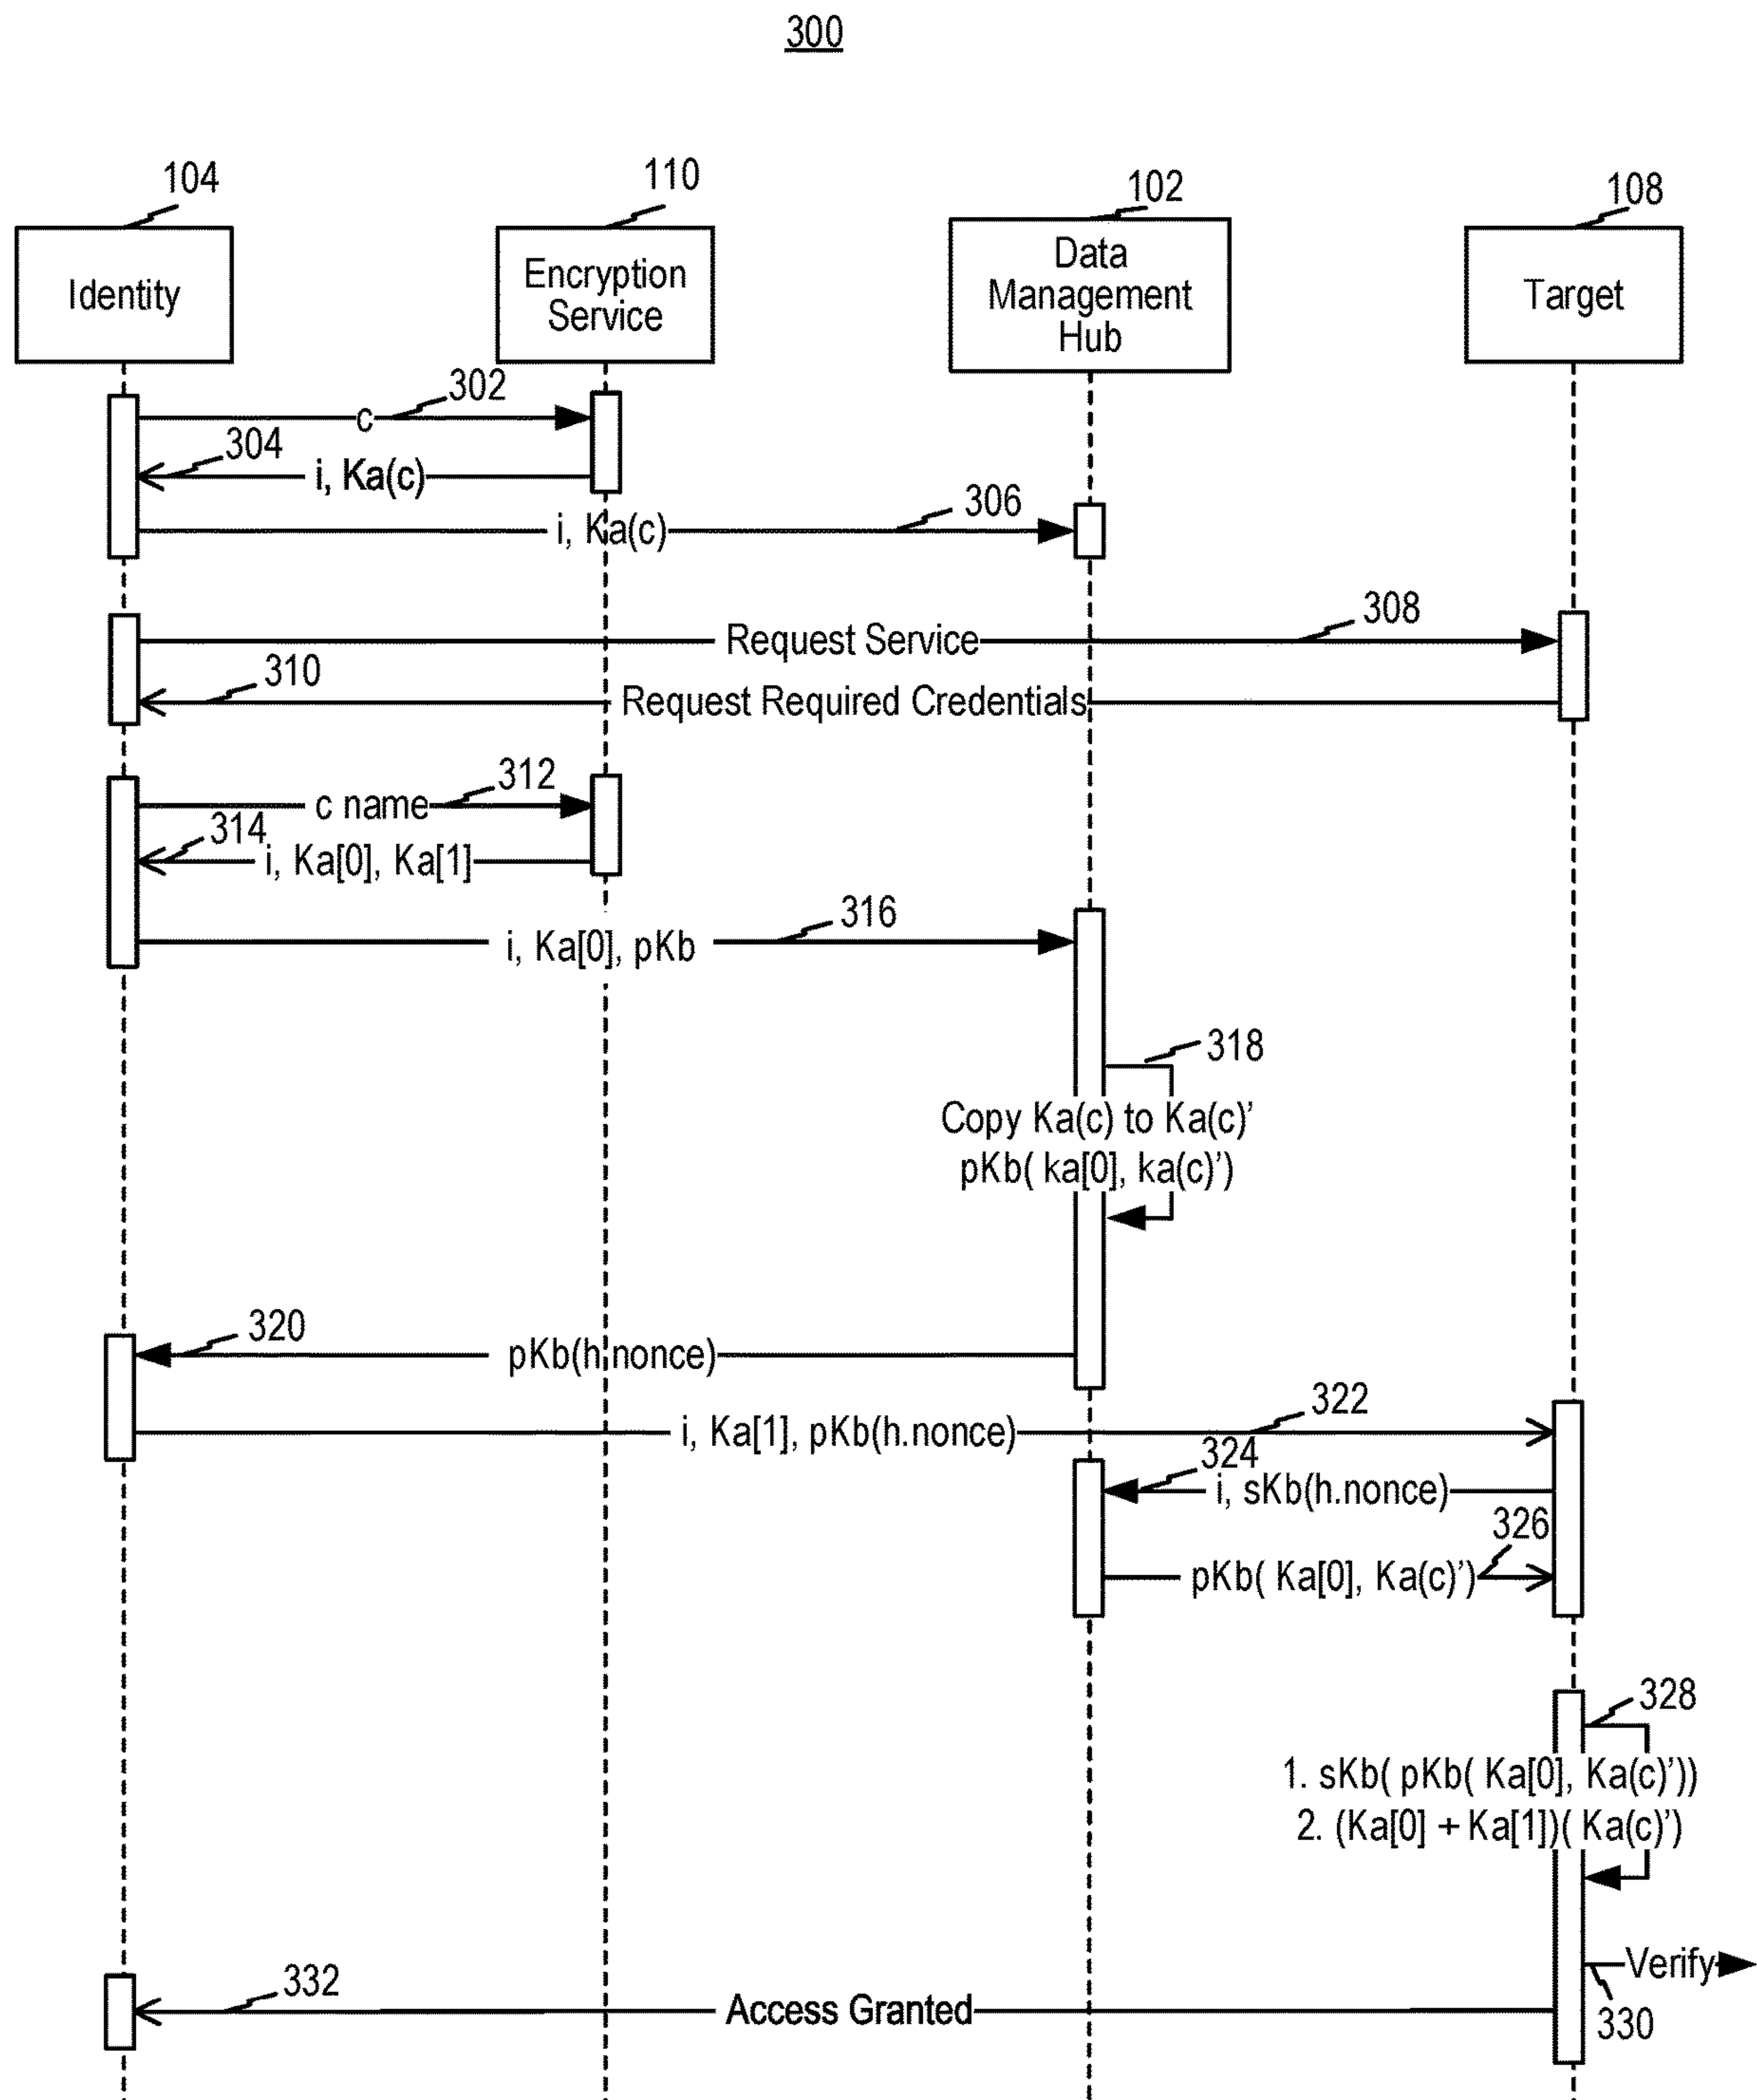 300
104
110
102
108
Identity
Encryption
Service
Data
Management
Hub
Target
302
c
304
i, Ka(c)
306
i, Ka(c)
308
Request Service
310
Request Required Credentials
312
c name
314
i, Ka[0], Ka[1]
316
i, Ka[0], pKb
318
Copy Ka(c) to Ka(c)’
pKb( ka[0], ka(c)’)
320
pKb(h.nonce)
322
i, Ka[1], pKb(h.nonce)
324
i, sKb(h.nonce)
326
pKb( Ka[0], Ka(c)’)
328
1. sKb( pKb( Ka[0], Ka(c)’))
2. (Ka[0] + Ka[1])( Ka(c)’)
Verify
330
332
Access Granted